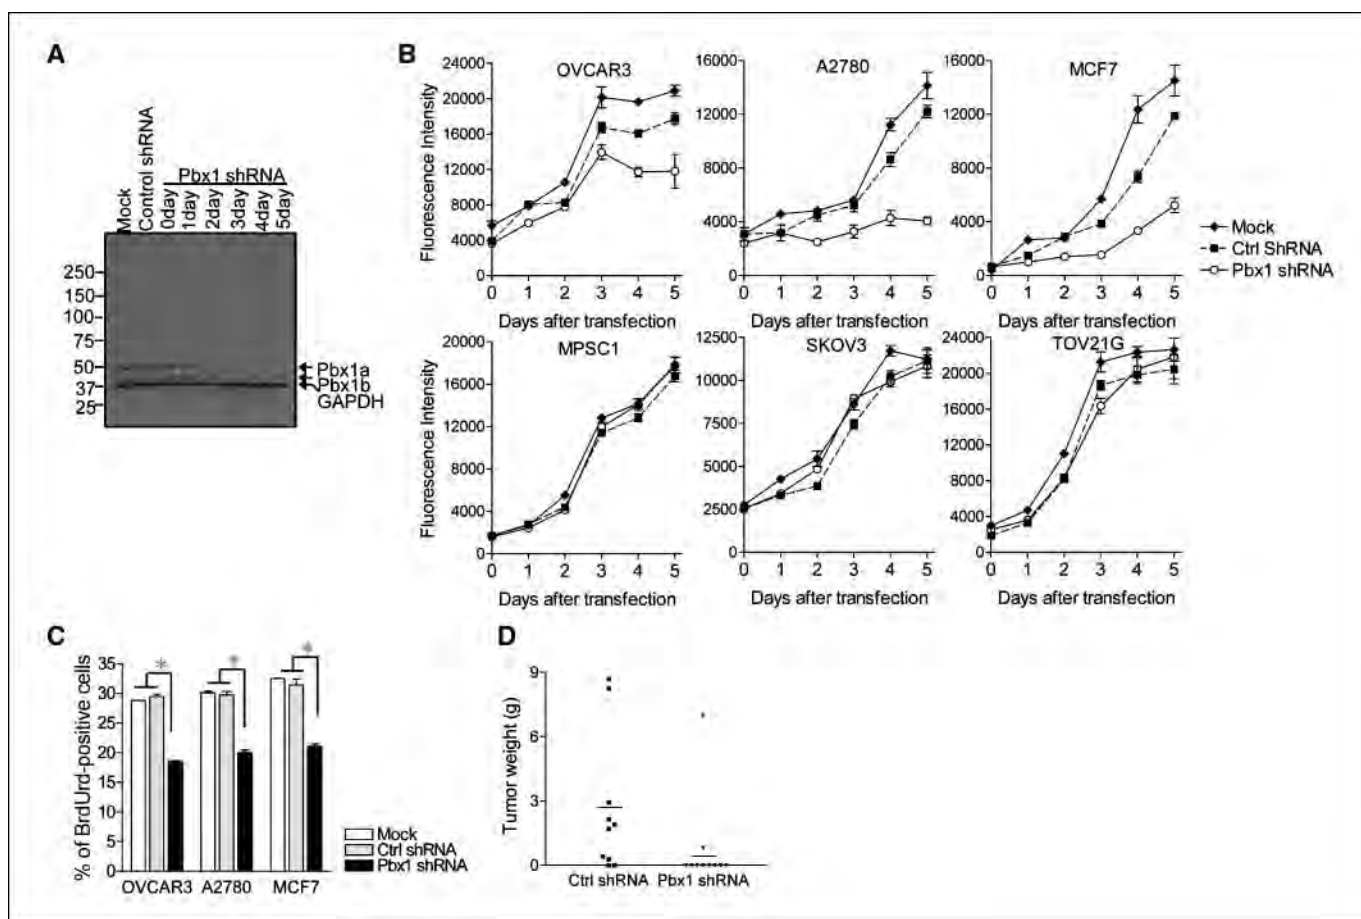 A
Mock
Control shRNA
Pbx1 shRNA
0day
1day
2day
3day
4day
5day
250
150
100
75
50
37
25
Pbx1a
Pbx1b
GAPDH
B
OVCAR3
24000
20000
16000
12000
8000
4000
0
Fluorescence Intensity
0 1 2 3 4 5
Days after transfection
A2780
16000
12000
8000
4000
0
0 1 2 3 4 5
Days after transfection
MCF7
16000
12000
8000
4000
0
0 1 2 3 4 5
Days after transfection
Mock
Ctrl ShRNA
Pbx1 shRNA
MPSC1
20000
16000
12000
8000
4000
0
Fluorescence Intensity
0 1 2 3 4 5
Days after transfection
SKOV3
12500
10000
7500
5000
2500
0
0 1 2 3 4 5
Days after transfection
TOV21G
24000
20000
16000
12000
8000
4000
0
0 1 2 3 4 5
Days after transfection
C
% of BrdUrd-positive cells
35
30
25
20
15
10
5
0
* * *
OVCAR3 A2780 MCF7
Mock
Ctrl shRNA
Pbx1 shRNA
D
Tumor weight (g)
9
6
3
0
Ctrl shRNA Pbx1 shRNA